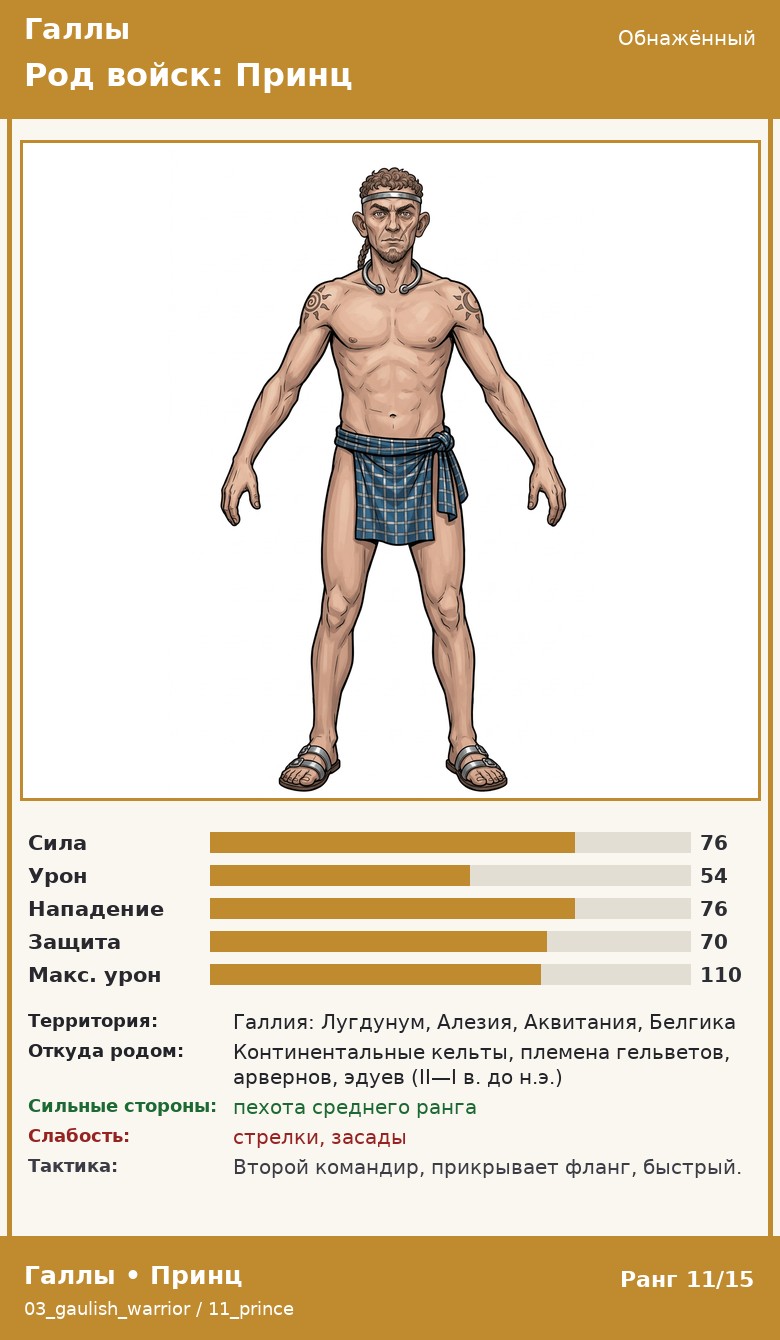 Галлы
Обнажённый
Род войск: Принц
Сила 76
Урон 54
Нападение 76
Защита 70
Макс. урон 110
Территория: Галлия: Лугдунум, Алезия, Аквитания, Белгика
Откуда родом: Континентальные кельты, племена гельветов,
арвернов, эдуев (II—I в. до н.э.)
Сильные стороны: пехота среднего ранга
Слабость: стрелки, засады
Тактика: Второй командир, прикрывает фланг, быстрый.
Галлы • Принц
Ранг 11/15
03_gaulish_warrior / 11_prince